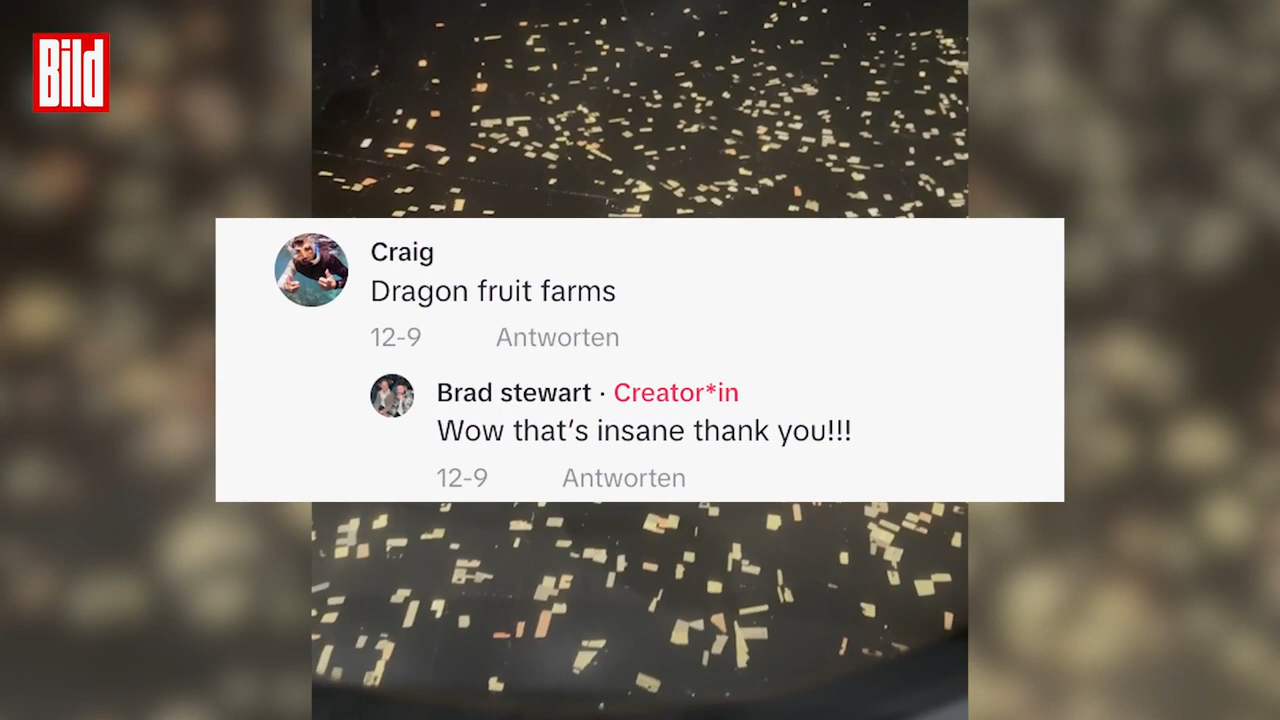 Bild
Craig
Dragon fruit farms
12-9 Antworten
Brad stewart · Creator*in
Wow that's insane thank you!!!
12-9 Antworten